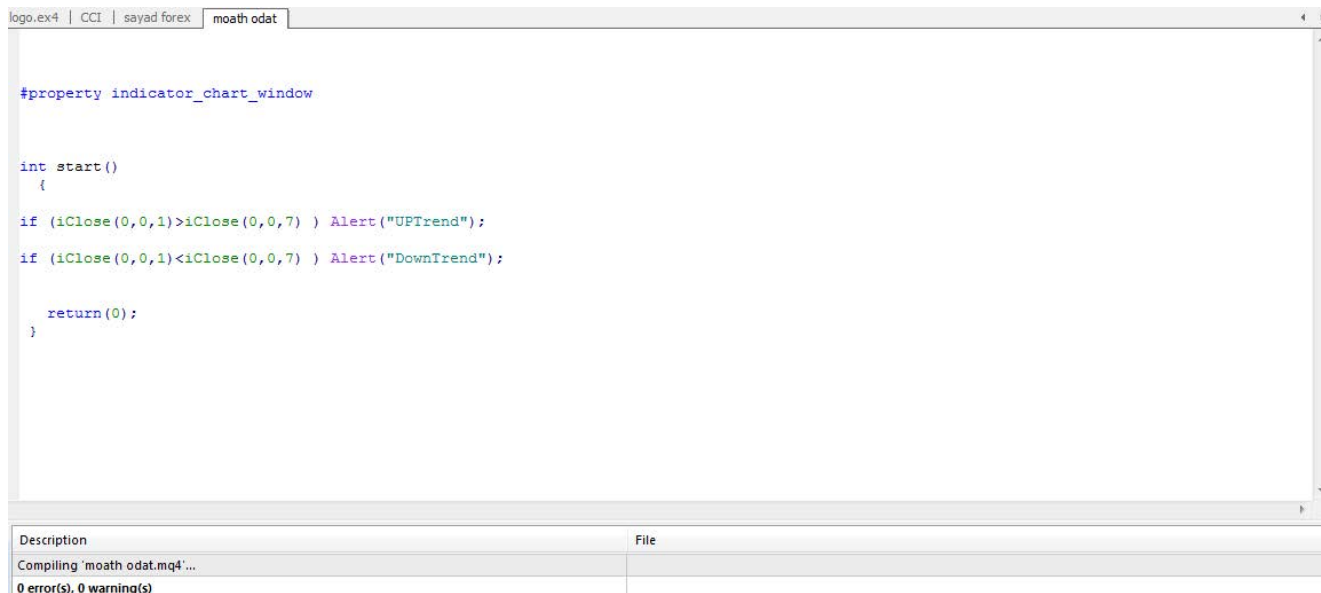 logo.ex4 | CCI | sayad forex | moath odat
#property indicator_chart_window
int start()
{
if (iClose(0,0,1)>iClose(0,0,7) ) Alert("UPTrend");
if (iClose(0,0,1)<iClose(0,0,7) ) Alert("DownTrend");
return(0);
}
Description File
Compiling 'moath odat.mq4'...
0 error(s), 0 warning(s)